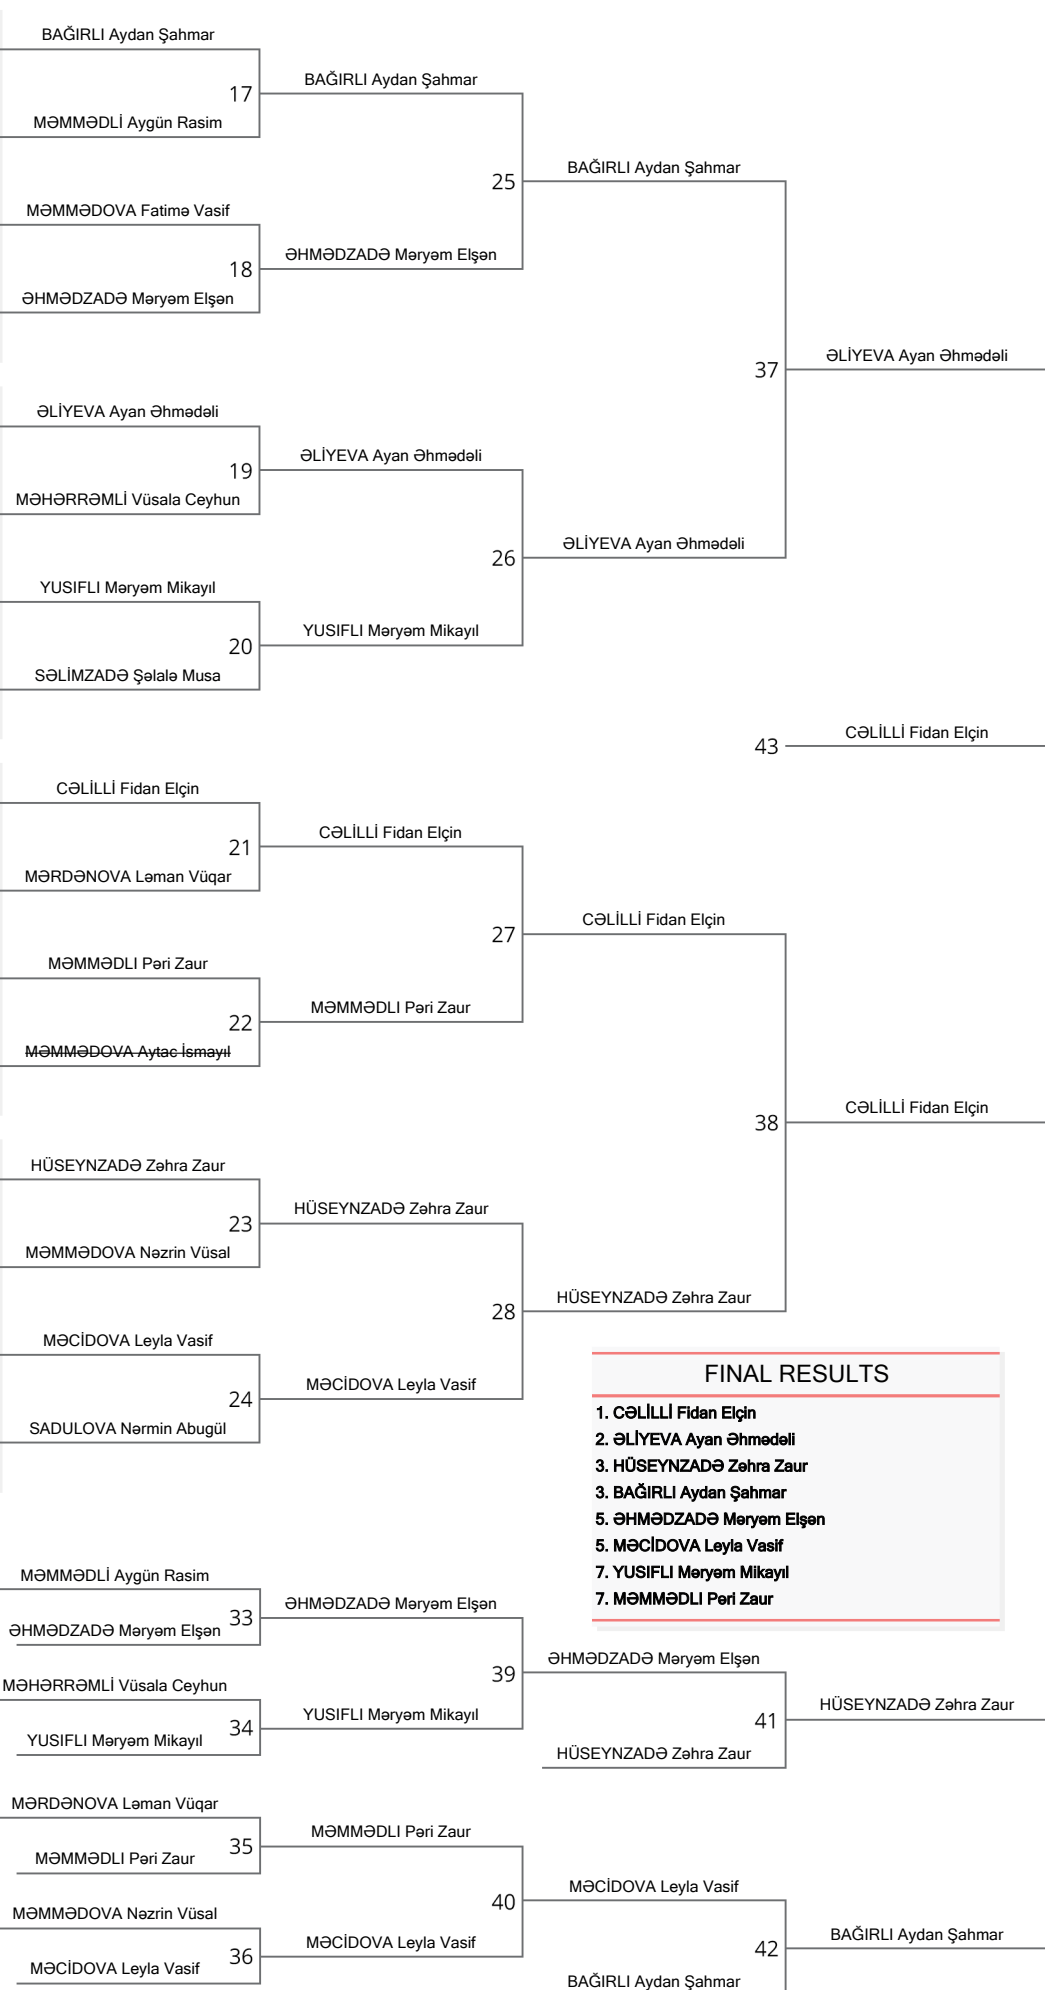 BAĞIRLI Aydan Şahmar
17
BAĞIRLI Aydan Şahmar
MƏMMƏDLİ Aygün Rasim
25
BAĞIRLI Aydan Şahmar
MƏMMƏDOVA Fatimə Vasif
18
ƏHMƏDZADƏ Məryəm Elşən
ƏHMƏDZADƏ Məryəm Elşən
37
ƏLİYEVA Ayan Əhmədəli
ƏLİYEVA Ayan Əhmədəli
19
ƏLİYEVA Ayan Əhmədəli
MƏHƏRRƏMLİ Vüsala Ceyhun
26
ƏLİYEVA Ayan Əhmədəli
YUSIFLI Məryəm Mikayıl
20
YUSIFLI Məryəm Mikayıl
SƏLİMZADƏ Şəlalə Musa
43
CƏLİLLİ Fidan Elçin
CƏLİLLİ Fidan Elçin
21
CƏLİLLİ Fidan Elçin
MƏRDƏNOVA Ləman Vüqar
27
CƏLİLLİ Fidan Elçin
MƏMMƏDLI Pəri Zaur
22
MƏMMƏDLI Pəri Zaur
MƏMMƏDOVA Aytac İsmayıl
38
CƏLİLLİ Fidan Elçin
HÜSEYNZADƏ Zəhra Zaur
23
HÜSEYNZADƏ Zəhra Zaur
MƏMMƏDOVA Nəzrin Vüsal
28
HÜSEYNZADƏ Zəhra Zaur
MƏCİDOVA Leyla Vasif
24
MƏCİDOVA Leyla Vasif
SADULOVA Nərmin Abugül
FINAL RESULTS
1. CƏLİLLİ Fidan Elçin
2. ƏLİYEVA Ayan Əhmədəli
3. HÜSEYNZADƏ Zəhra Zaur
3. BAĞIRLI Aydan Şahmar
5. ƏHMƏDZADƏ Məryəm Elşən
5. MƏCİDOVA Leyla Vasif
7. YUSIFLI Məryəm Mikayıl
7. MƏMMƏDLI Pəri Zaur
MƏMMƏDLİ Aygün Rasim
33
ƏHMƏDZADƏ Məryəm Elşən
ƏHMƏDZADƏ Məryəm Elşən
39
ƏHMƏDZADƏ Məryəm Elşən
MƏHƏRRƏMLİ Vüsala Ceyhun
34
YUSIFLI Məryəm Mikayıl
YUSIFLI Məryəm Mikayıl
41
HÜSEYNZADƏ Zəhra Zaur
HÜSEYNZADƏ Zəhra Zaur
MƏRDƏNOVA Ləman Vüqar
35
MƏMMƏDLI Pəri Zaur
MƏMMƏDLI Pəri Zaur
40
MƏCİDOVA Leyla Vasif
MƏMMƏDOVA Nəzrin Vüsal
36
MƏCİDOVA Leyla Vasif
MƏCİDOVA Leyla Vasif
42
BAĞIRLI Aydan Şahmar
BAĞIRLI Aydan Şahmar